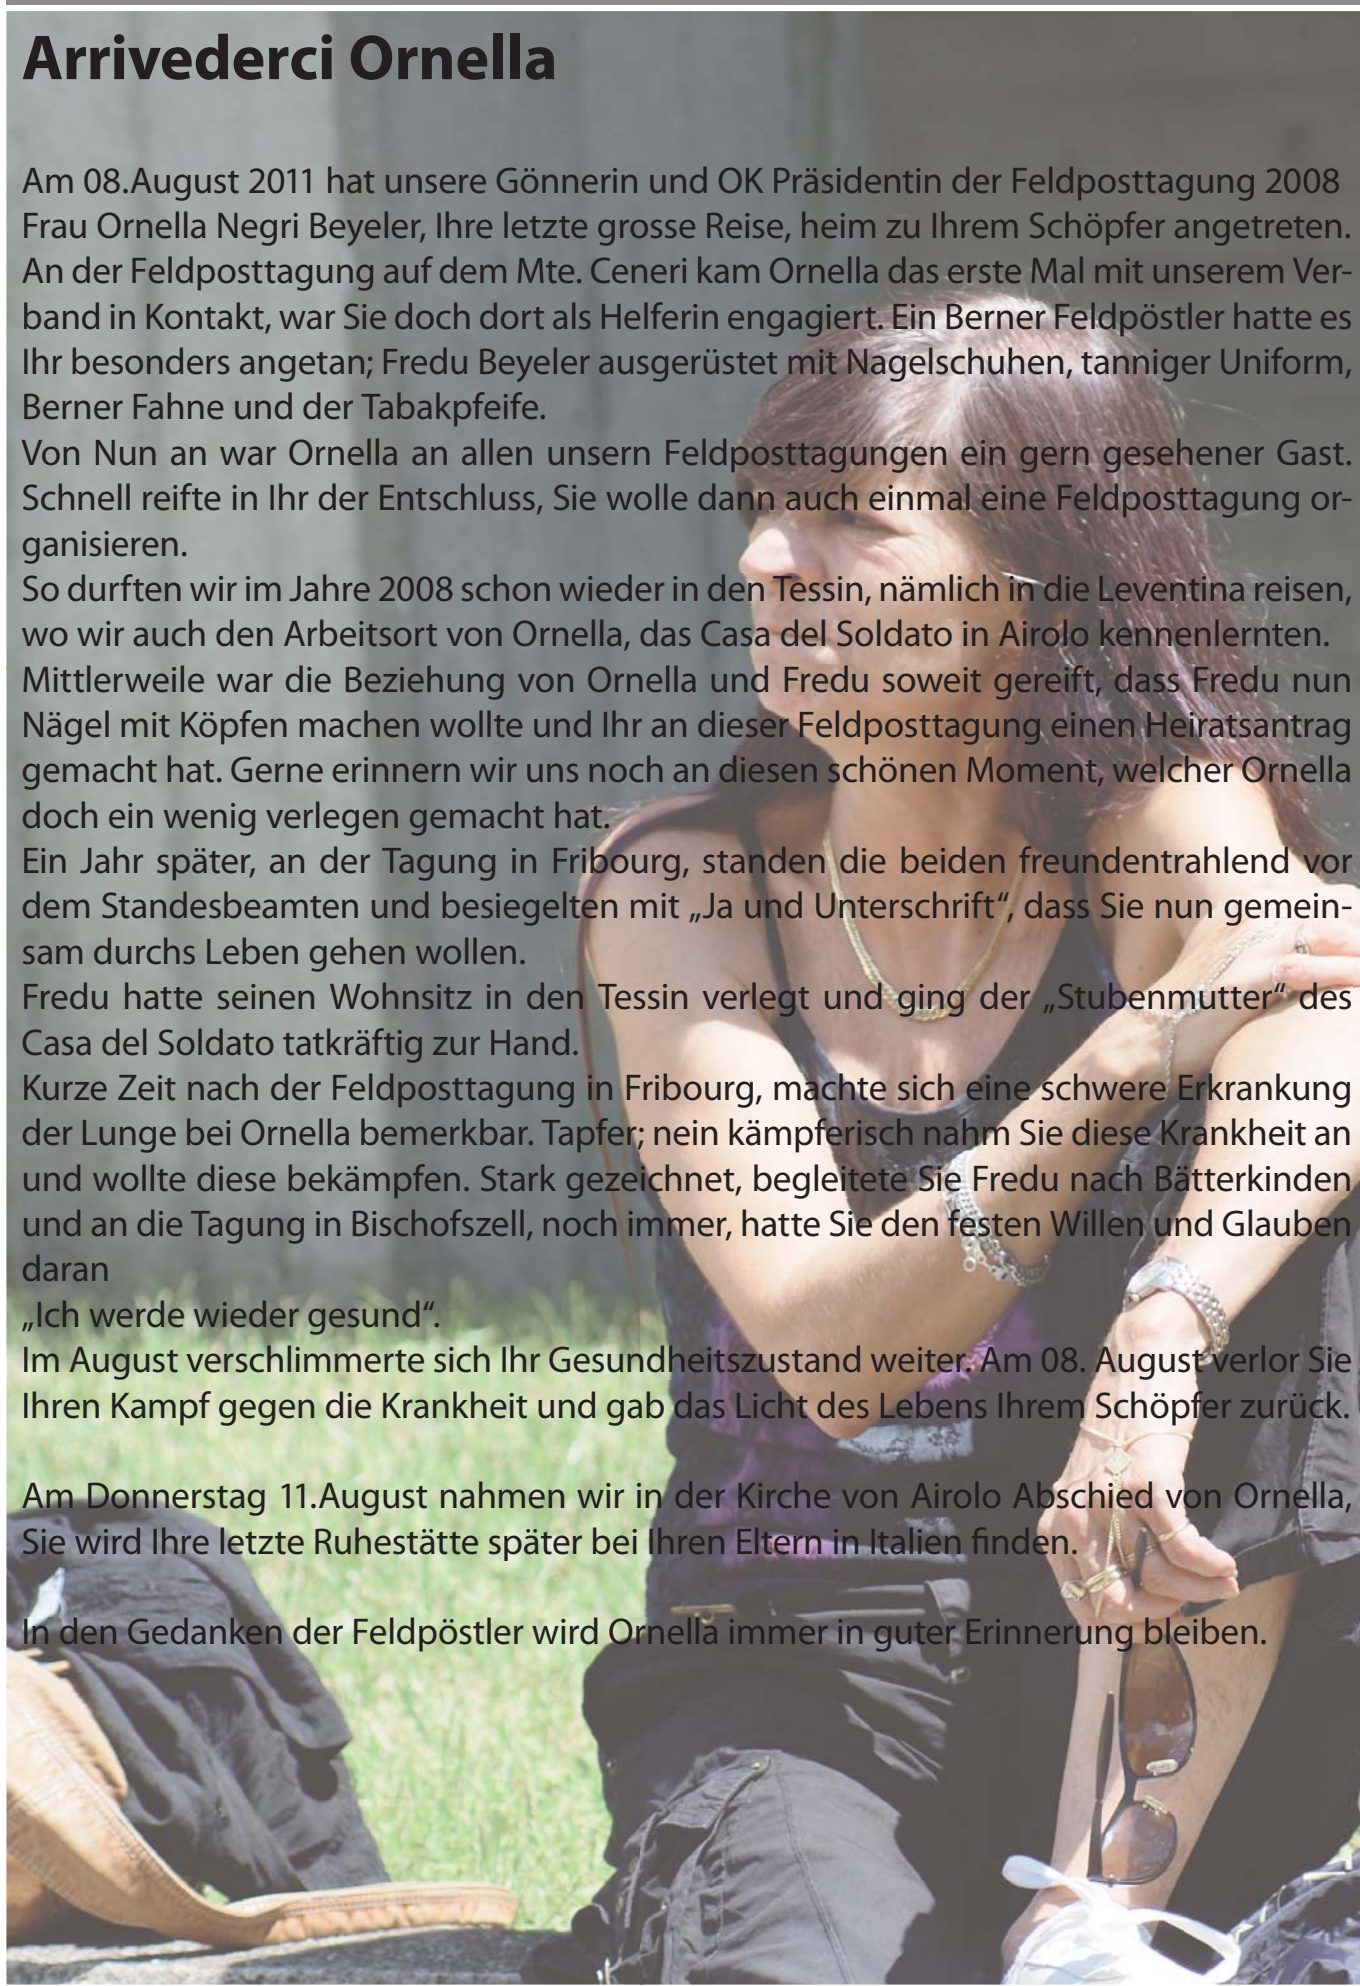 Arrivederci Ornella
Am 08.August 2011 hat unsere Gönnerin und OK Präsidentin der Feldposttagung 2008
Frau Ornella Negri Beyeler, Ihre letzte grosse Reise, heim zu Ihrem Schöpfer angetreten.
An der Feldposttagung auf dem Mte. Ceneri kam Ornella das erste Mal mit unserem Ver-
band in Kontakt, war Sie doch dort als Helferin engagiert. Ein Berner Feldpöstler hatte es
Ihr besonders angetan; Fredu Beyeler ausgerüstet mit Nagelschuhen, tanniger Uniform,
Berner Fahne und der Tabakpfeife.
Von Nun an war Ornella an allen unsern Feldposttagungen ein gern gesehener Gast.
Schnell reifte in Ihr der Entschluss, Sie wolle dann auch einmal eine Feldposttagung or-
ganisieren.
So durften wir im Jahre 2008 schon wieder in den Tessin, nämlich in die Leventina reisen,
wo wir auch den Arbeitsort von Ornella, das Casa del Soldato in Airolo kennenlernten.
Mittlerweile war die Beziehung von Ornella und Fredu soweit gereift, dass Fredu nun
Nägel mit Köpfen machen wollte und Ihr an dieser Feldposttagung einen Heiratsantrag
gemacht hat. Gerne erinnern wir uns noch an diesen schönen Moment, welcher Ornella
doch ein wenig verlegen gemacht hat.
Ein Jahr später, an der Tagung in Fribourg, standen die beiden freundentrahlend vor
dem Standesbeamten und besiegelten mit „Ja und Unterschrift“, dass Sie nun gemein-
sam durchs Leben gehen wollen.
Fredu hatte seinen Wohnsitz in den Tessin verlegt und ging der „Stubenmutter“ des
Casa del Soldato tatkräftig zur Hand.
Kurze Zeit nach der Feldposttagung in Fribourg, machte sich eine schwere Erkrankung
der Lunge bei Ornella bemerkbar. Tapfer; nein kämpferisch nahm Sie diese Krankheit an
und wollte diese bekämpfen. Stark gezeichnet, begleitete Sie Fredu nach Bätterkinden
und an die Tagung in Bischofszell, noch immer, hatte Sie den festen Willen und Glauben
daran
„Ich werde wieder gesund“.
Im August verschlimmerte sich Ihr Gesundheitszustand weiter. Am 08. August verlor Sie
Ihren Kampf gegen die Krankheit und gab das Licht des Lebens Ihrem Schöpfer zurück.
Am Donnerstag 11.August nahmen wir in der Kirche von Airolo Abschied von Ornella,
Sie wird Ihre letzte Ruhestätte später bei Ihren Eltern in Italien finden.
In den Gedanken der Feldpöstler wird Ornella immer in guter Erinnerung bleiben.